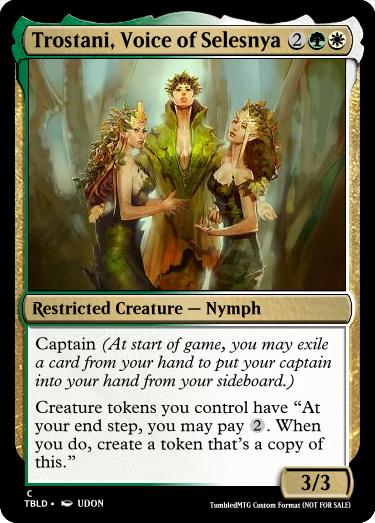 Trostani, Voice of Selesnya 2
Restricted Creature — Nymph
Captain (At start of game, you may exile
a card from your hand to put your captain
into your hand from your sideboard.)
Creature tokens you control have “At
your end step, you may pay 2. When
you do, create a token that's a copy of
this.”
3/3
C
TBLD • UDON
TumbledMTG Custom Format (NOT FOR SALE)